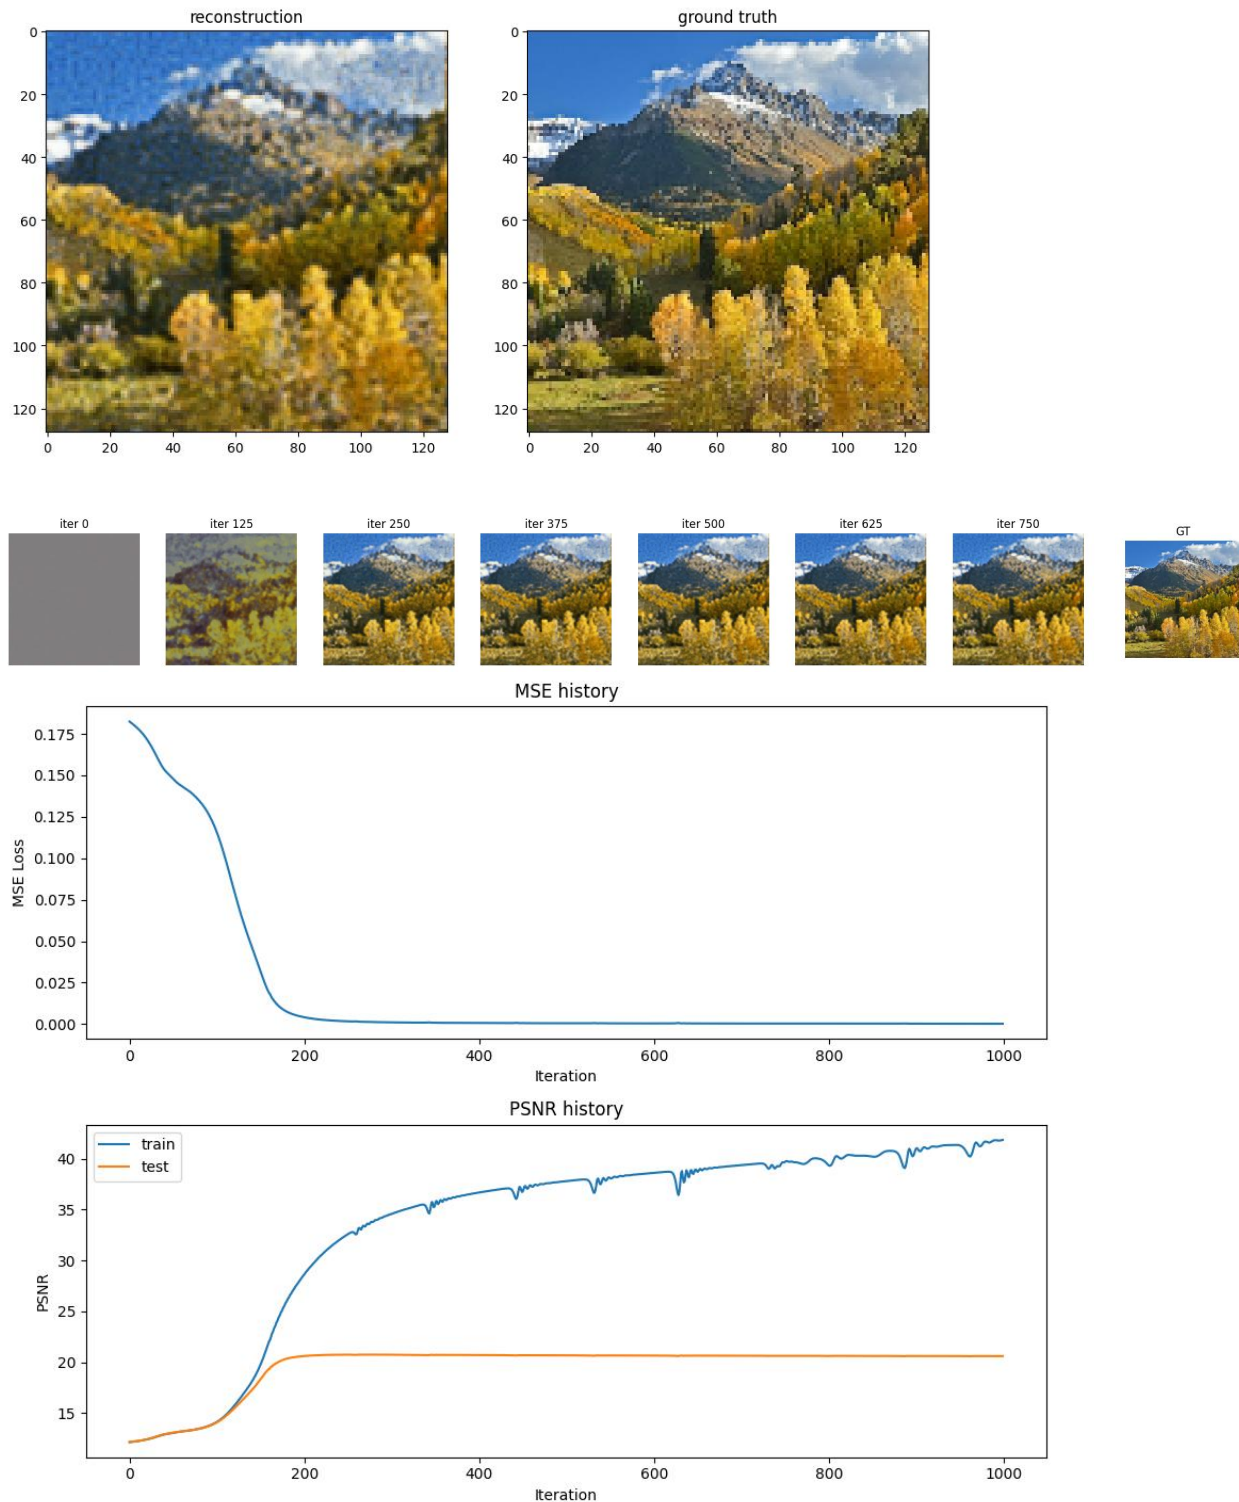 reconstruction
ground truth
0
20
40
60
80
100
120
0 20 40 60 80 100 120
0
20
40
60
80
100
120
0 20 40 60 80 100 120
iter 0
iter 125
iter 250
iter 375
iter 500
iter 625
iter 750
GT
MSE history
MSE Loss
0.175
0.150
0.125
0.100
0.075
0.050
0.025
0.000
0 200 400 600 800 1000
Iteration
PSNR history
train
test
PSNR
40
35
30
25
20
15
0 200 400 600 800 1000
Iteration